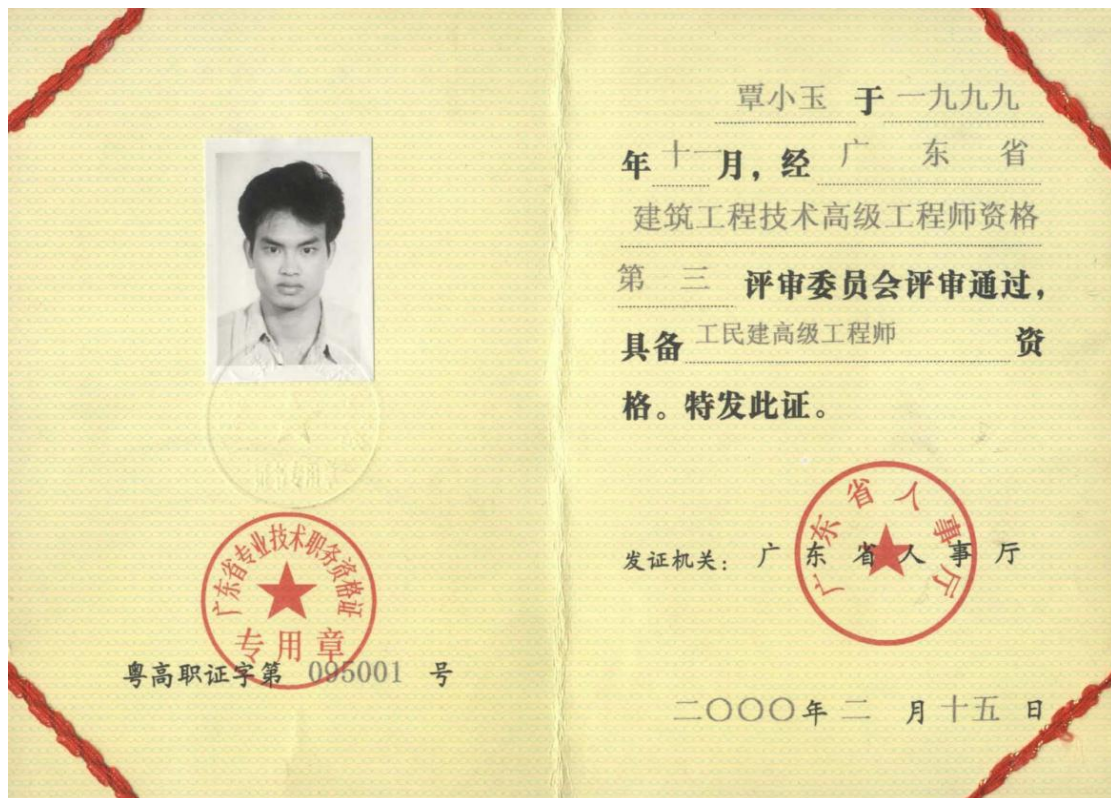 证书专用章
广东省专业技术职务资格证
专用章
粤高职证字第 095001 号
覃小玉 于 一九九九
年 十一 月，经 广 东 省
建筑工程技术高级工程师资格
第 三 评审委员会评审通过，
具备 工民建高级工程师 资
格。特发此证。
广东省人事厅
发证机关：广 东 省 人 事 厅
二〇〇〇年 二 月 十五 日